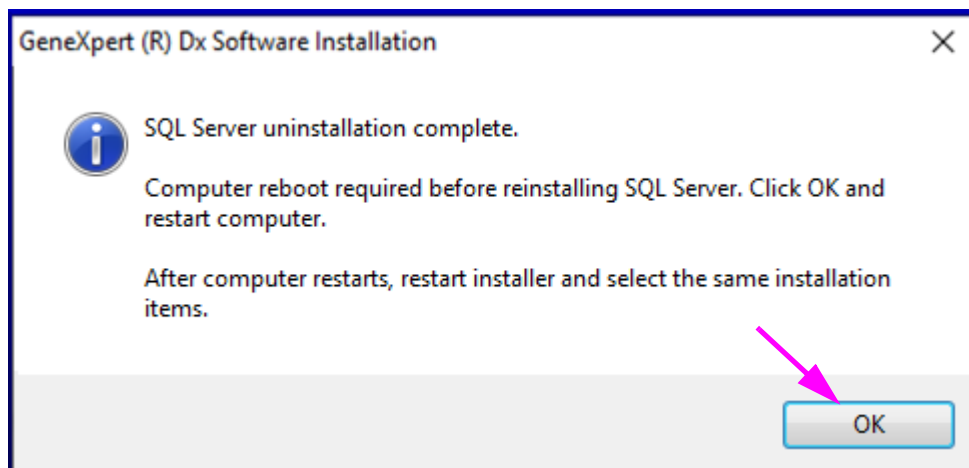 GeneXpert (R) Dx Software Installation
SQL Server uninstallation complete.
Computer reboot required before reinstalling SQL Server. Click OK and
restart computer.
After computer restarts, restart installer and select the same installation
items.
OK